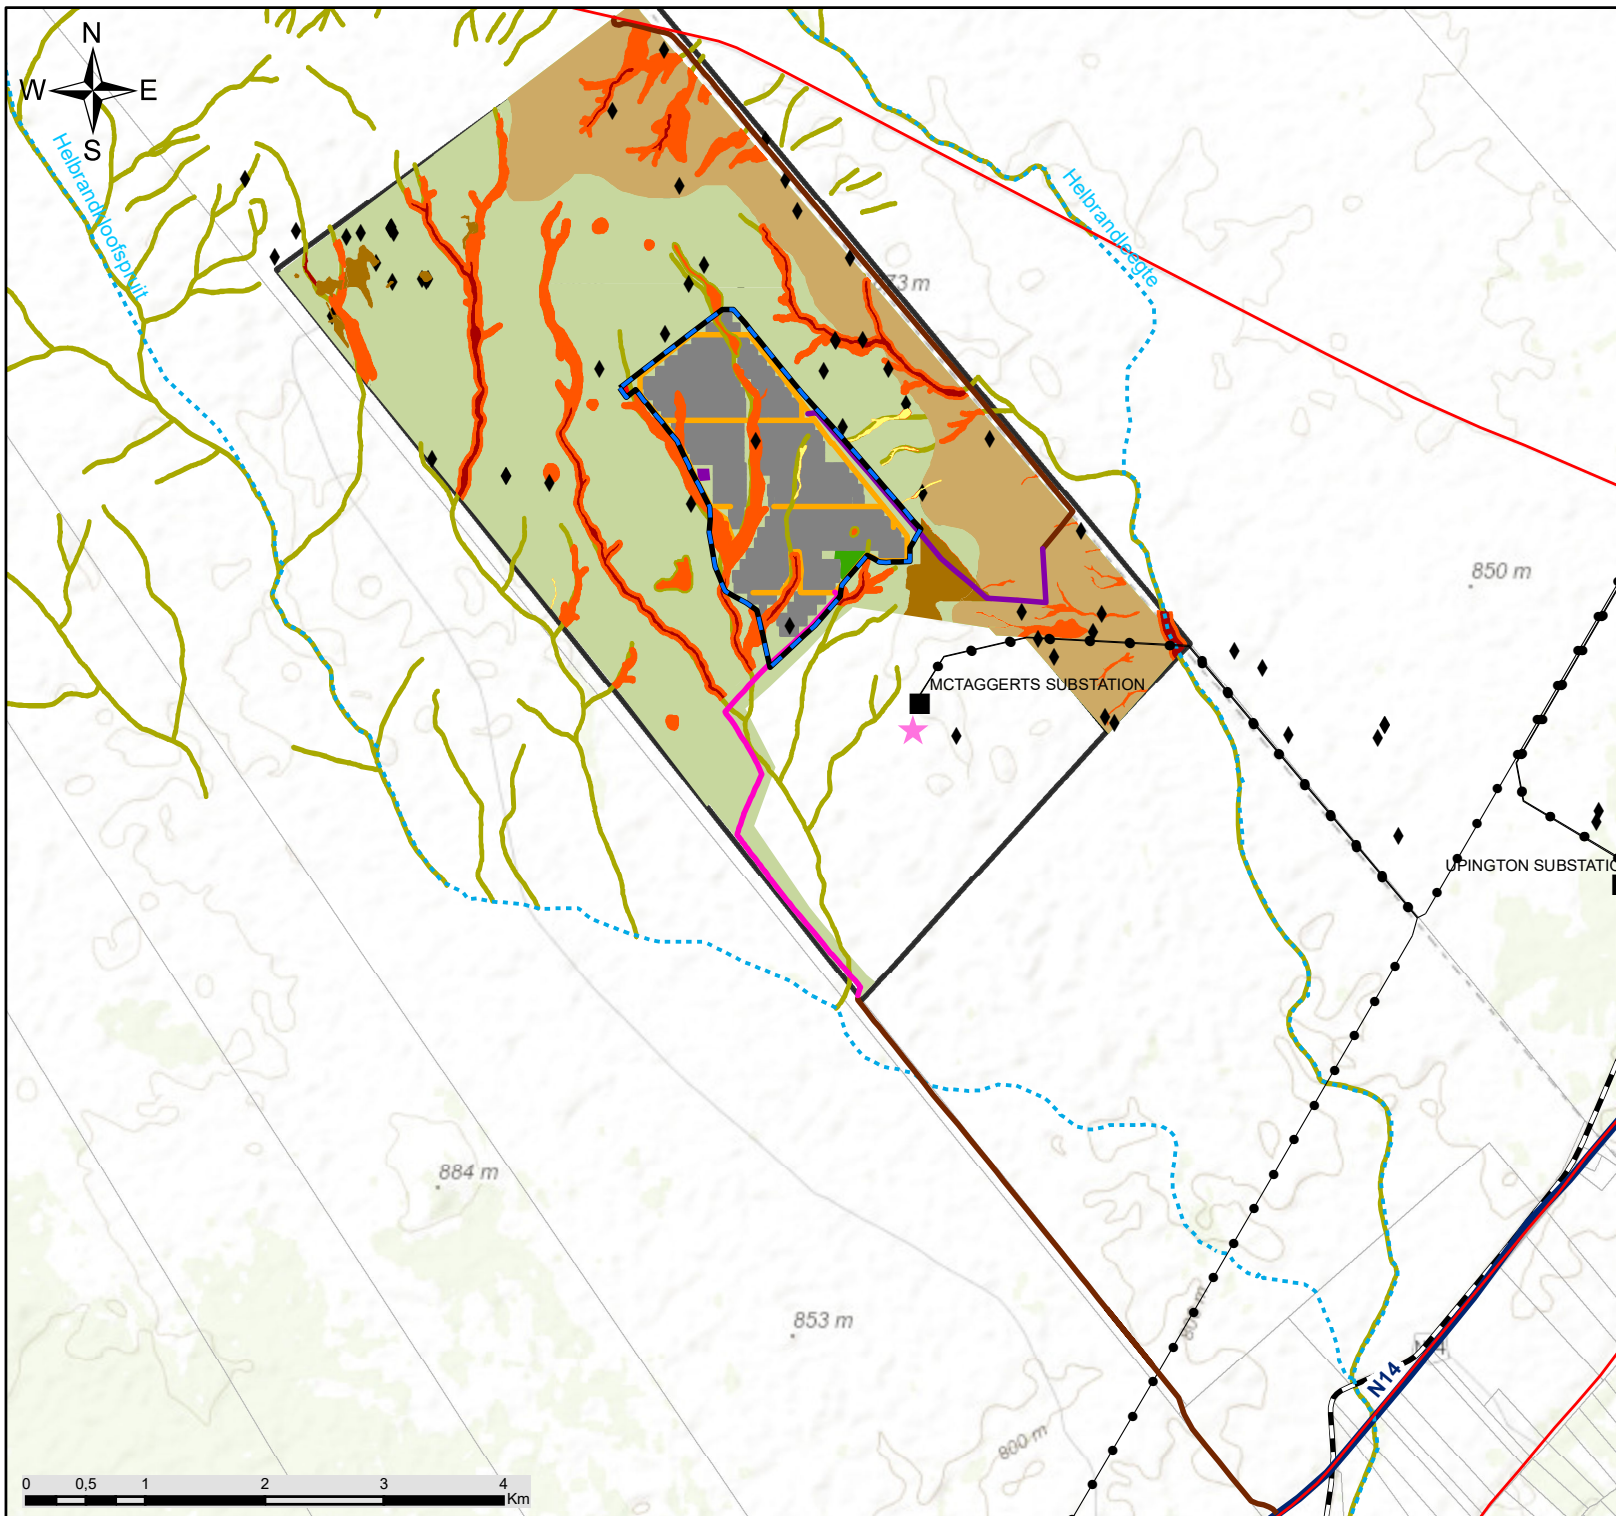 N
W E
S
Helbrandkloofspruit
Helbrandleegte
73 m
850 m
MCTAGGERTS SUBSTATION
UPINGTON SUBSTATIO
884 m
853 m
800 m
N14
0 0,5 1 2 3 4
Km